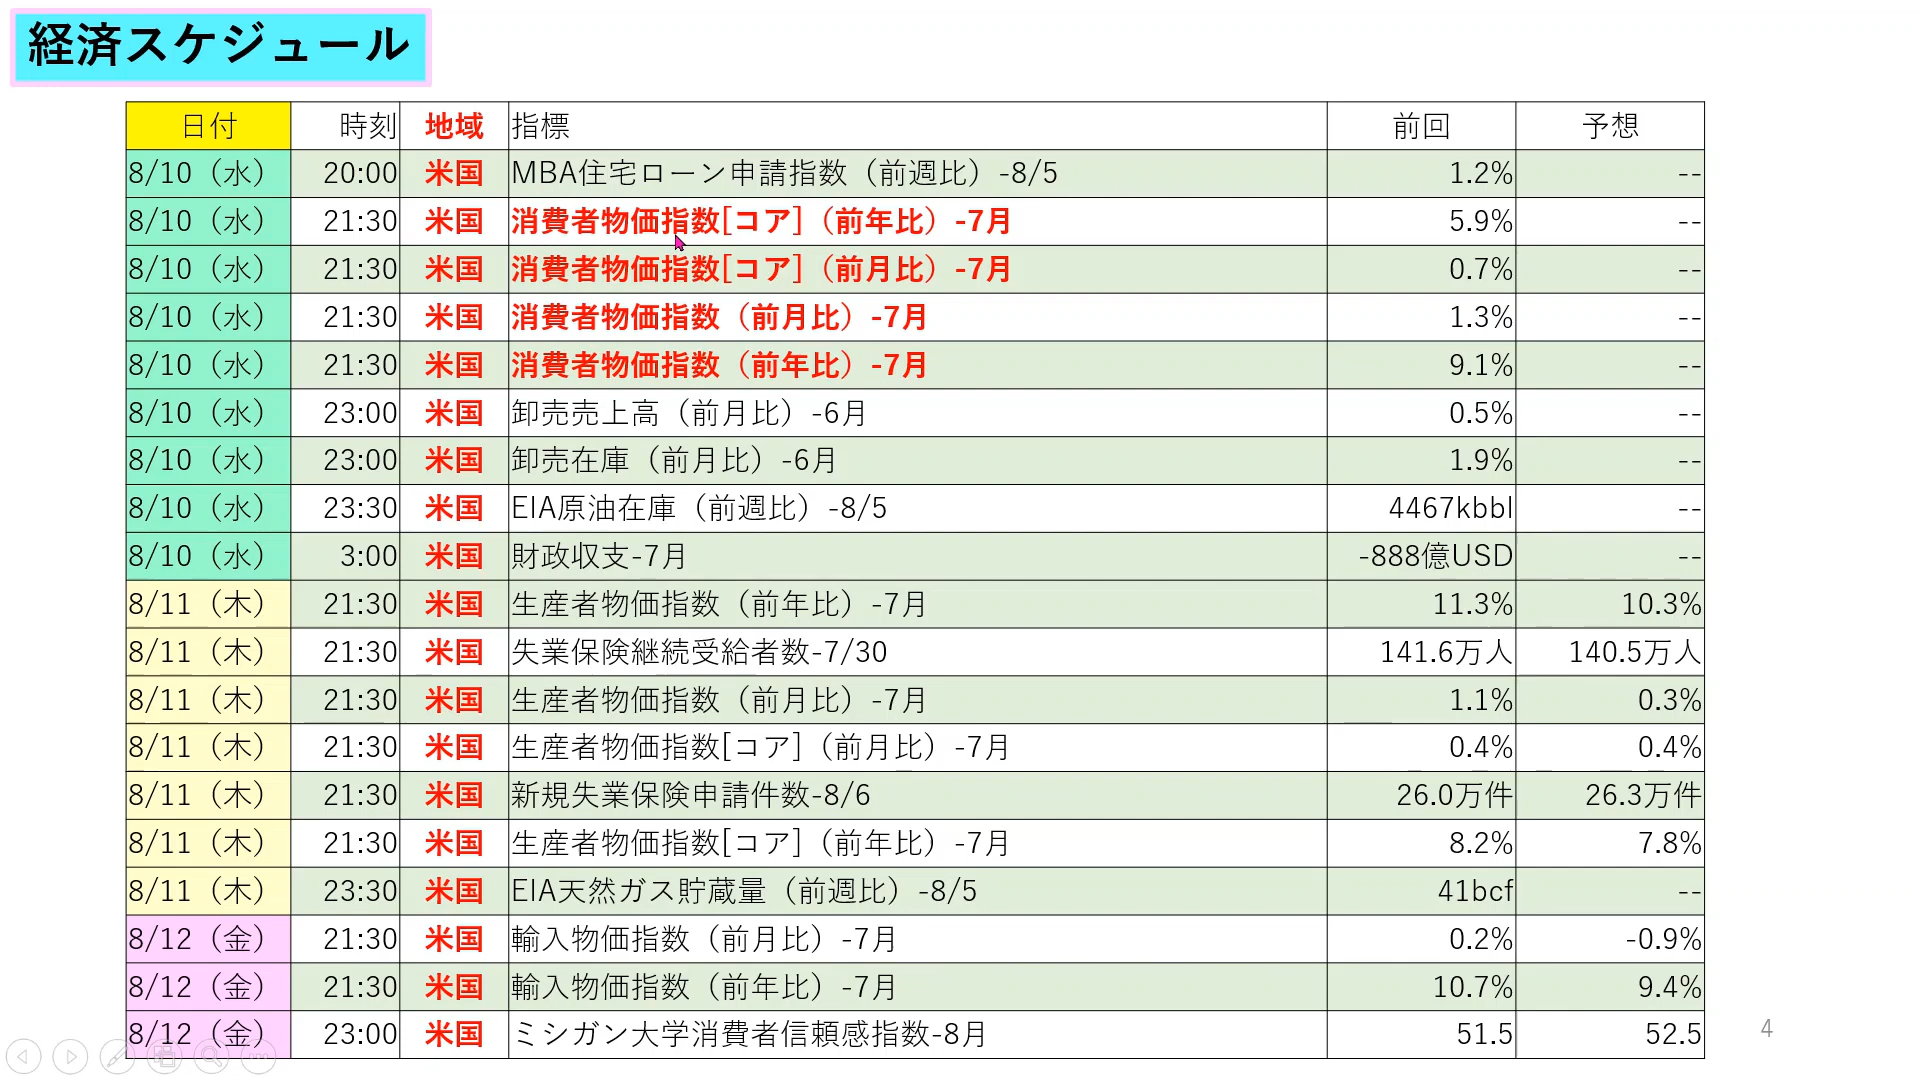 経済スケジュール
日付 時刻 地域 指標 前回 予想
8/10（水） 20:00 米国 MBA住宅ローン申請指数（前週比）-8/5 1.2% --
8/10（水） 21:30 米国 消費者物価指数[コア]（前年比）-7月 5.9% --
8/10（水） 21:30 米国 消費者物価指数[コア]（前月比）-7月 0.7% --
8/10（水） 21:30 米国 消費者物価指数（前月比）-7月 1.3% --
8/10（水） 21:30 米国 消費者物価指数（前年比）-7月 9.1% --
8/10（水） 23:00 米国 卸売売上高（前月比）-6月 0.5% --
8/10（水） 23:00 米国 卸売在庫（前月比）-6月 1.9% --
8/10（水） 23:30 米国 EIA原油在庫（前週比）-8/5 4467kbbl --
8/10（水） 3:00 米国 財政収支-7月 -888億USD --
8/11（木） 21:30 米国 生産者物価指数（前年比）-7月 11.3% 10.3%
8/11（木） 21:30 米国 失業保険継続受給者数-7/30 141.6万人 140.5万人
8/11（木） 21:30 米国 生産者物価指数（前月比）-7月 1.1% 0.3%
8/11（木） 21:30 米国 生産者物価指数[コア]（前月比）-7月 0.4% 0.4%
8/11（木） 21:30 米国 新規失業保険申請件数-8/6 26.0万件 26.3万件
8/11（木） 21:30 米国 生産者物価指数[コア]（前年比）-7月 8.2% 7.8%
8/11（木） 23:30 米国 EIA天然ガス貯蔵量（前週比）-8/5 41bcf --
8/12（金） 21:30 米国 輸入物価指数（前月比）-7月 0.2% -0.9%
8/12（金） 21:30 米国 輸入物価指数（前年比）-7月 10.7% 9.4%
8/12（金） 23:00 米国 ミシガン大学消費者信頼感指数-8月 51.5 52.5
4